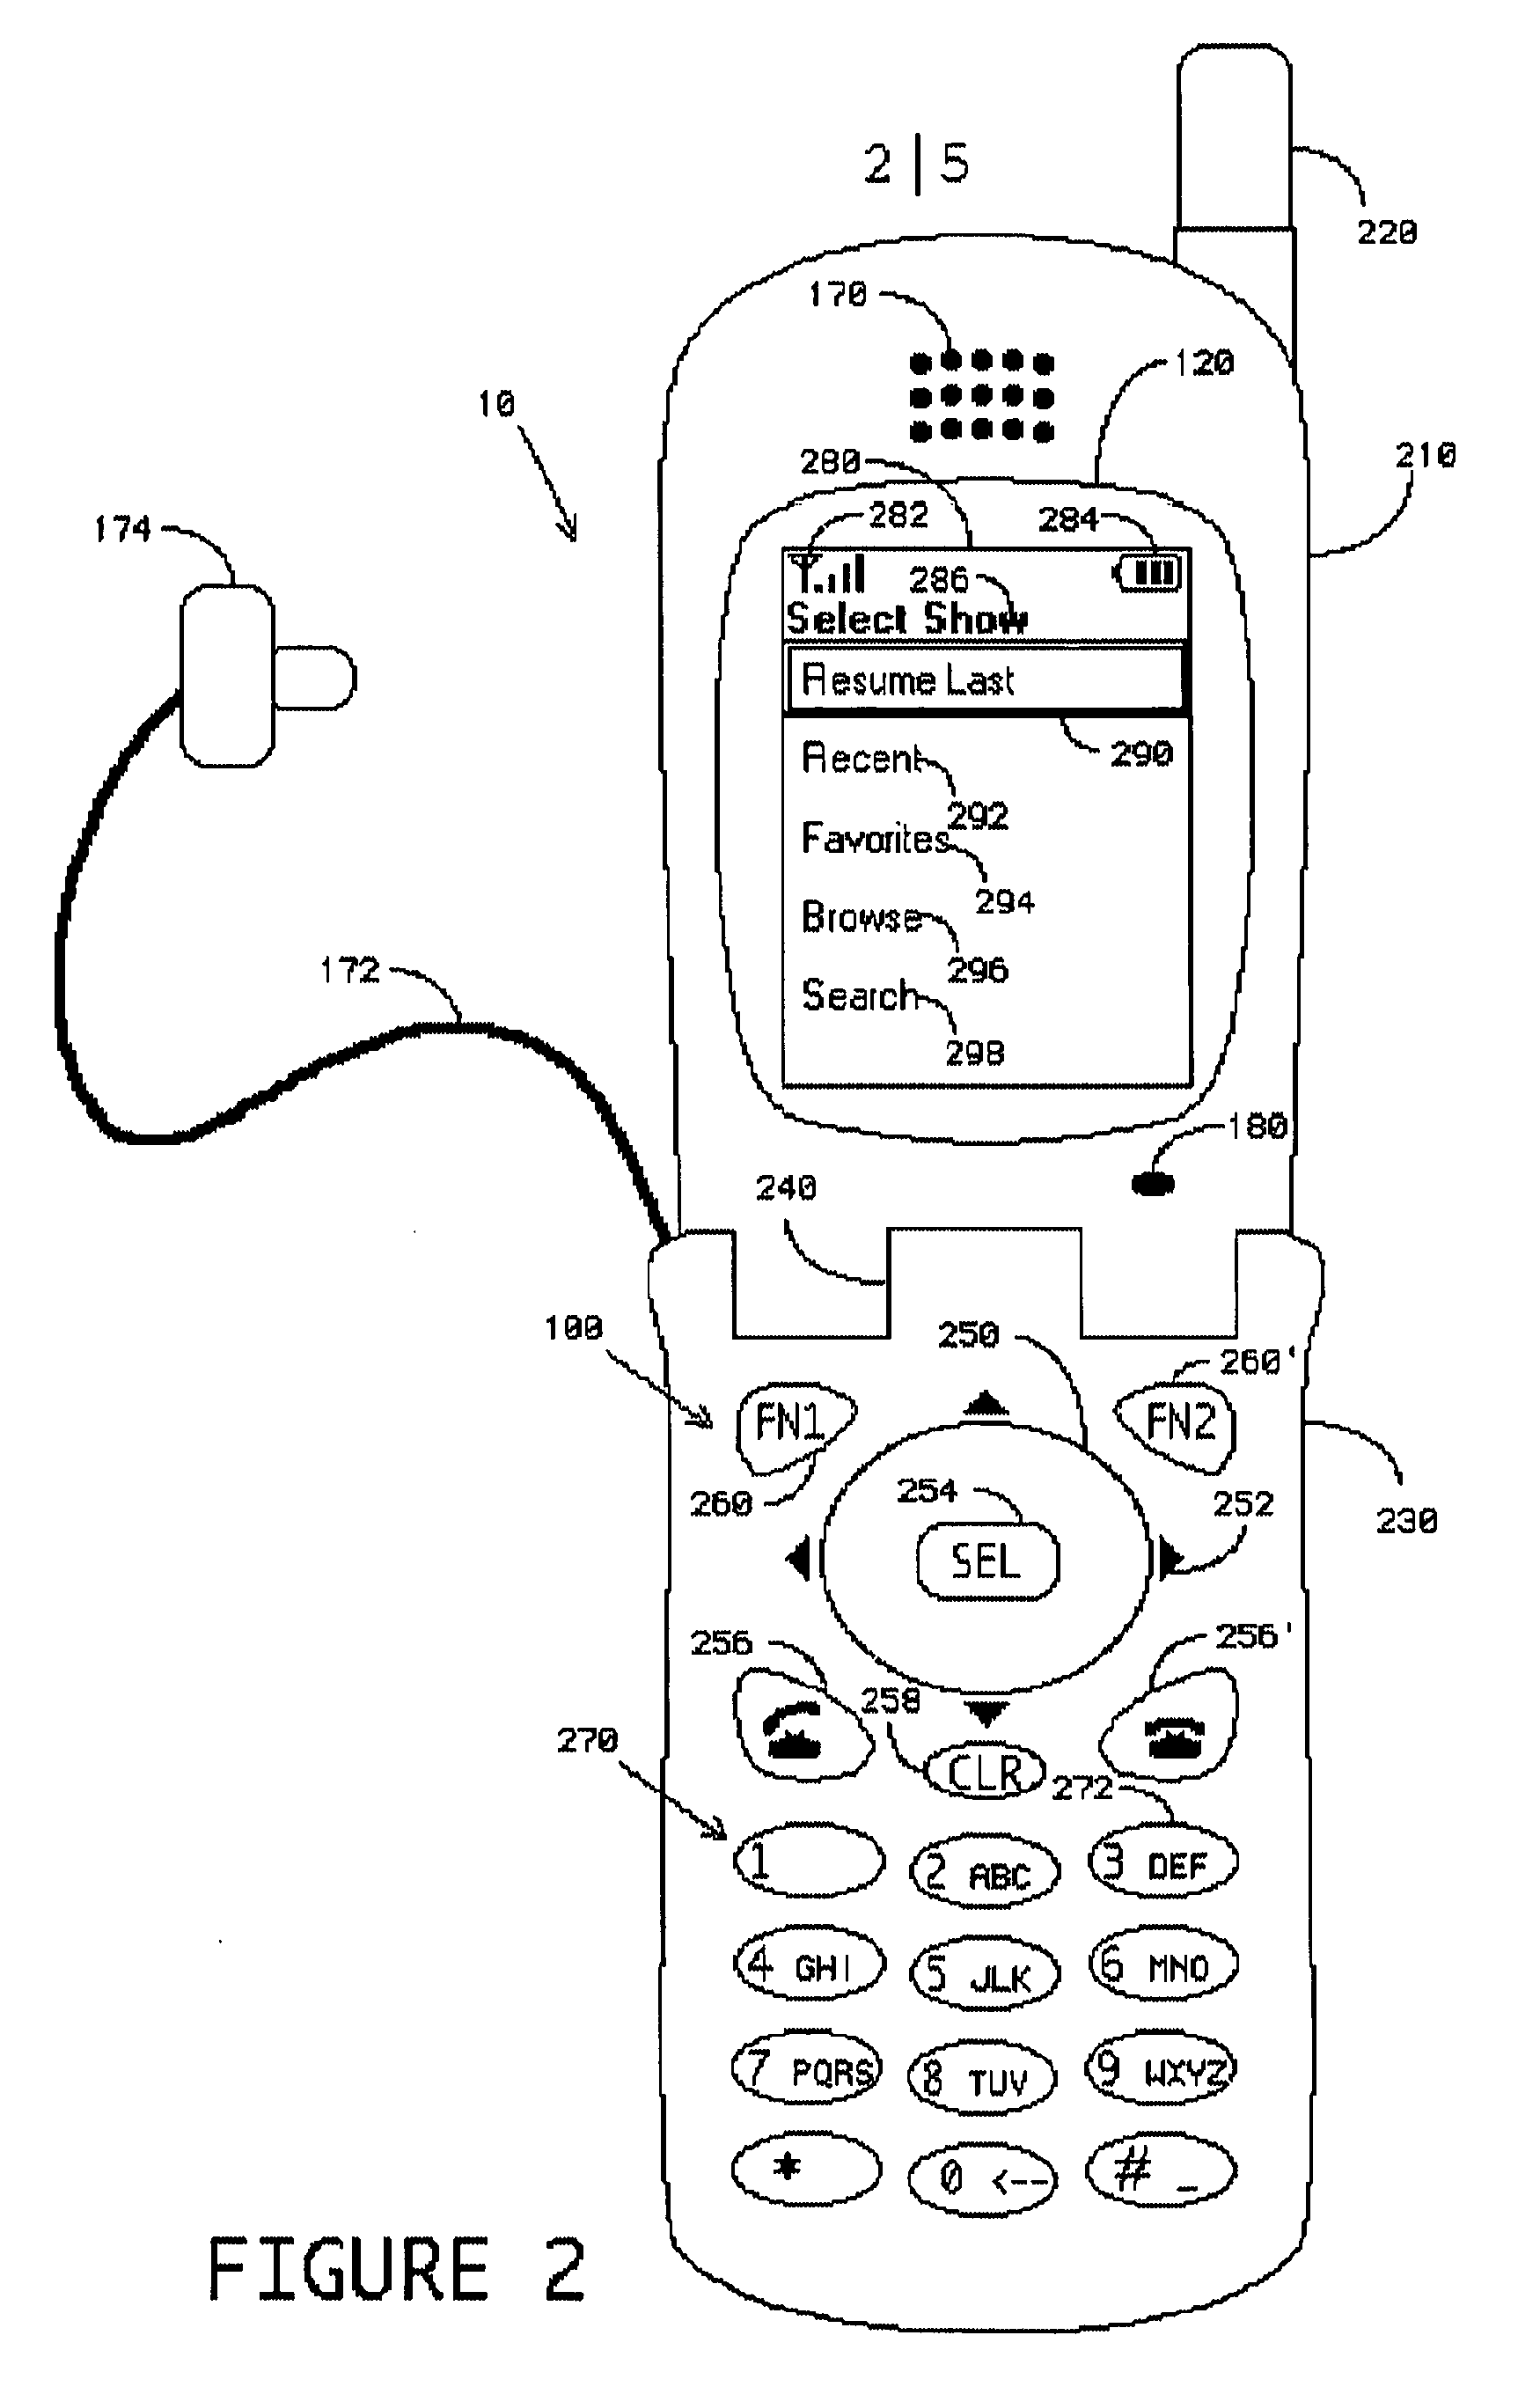 2|5
220
170
120
10
280
210
174
282
284
286
Select Show
Resume Last
290
Recent
292
Favorites
294
Browse
296
172
Search
298
180
240
100
250
260'
FN1
FN2
260
254
252
230
SEL
256
256'
258
270
CLR
272
1
2 ABC
3 DEF
4 GHI
5 JLK
6 MNO
7 PQRS
8 TUV
9 WXYZ
*
0 <--
# _
FIGURE 2